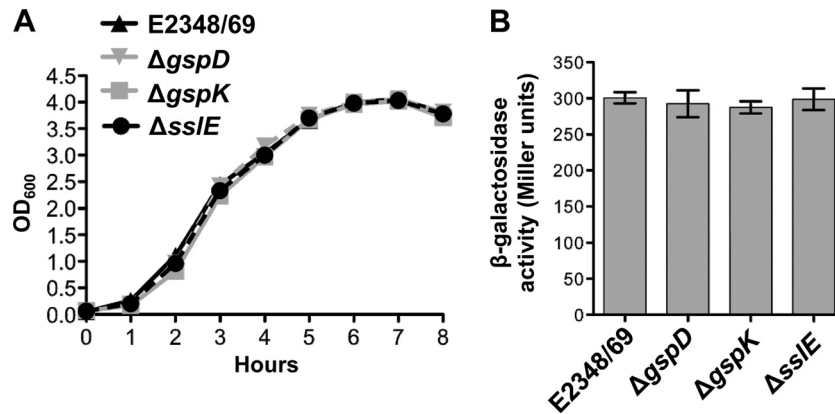 A
E2348/69
ΔgspD
ΔgspK
ΔsslE
4.5
4.0
3.5
3.0
2.5
2.0
1.5
1.0
0.5
0.0
OD600
0 1 2 3 4 5 6 7 8
Hours
B
β-galactosidase
activity (Miller units)
350
300
250
200
150
100
50
0
E2348/69
ΔgspD
ΔgspK
ΔsslE